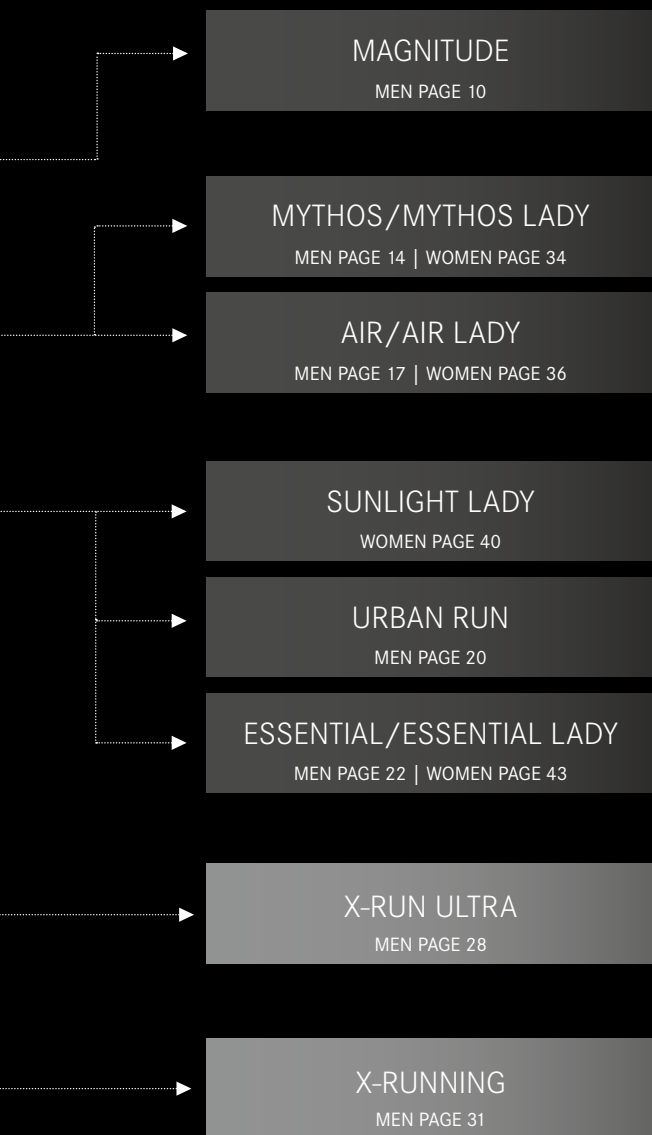 MAGNITUDE
MEN PAGE 10
MYTHOS/MYTHOS LADY
MEN PAGE 14 | WOMEN PAGE 34
AIR/AIR LADY
MEN PAGE 17 | WOMEN PAGE 36
SUNLIGHT LADY
WOMEN PAGE 40
URBAN RUN
MEN PAGE 20
ESSENTIAL/ESSENTIAL LADY
MEN PAGE 22 | WOMEN PAGE 43
X-RUN ULTRA
MEN PAGE 28
X-RUNNING
MEN PAGE 31